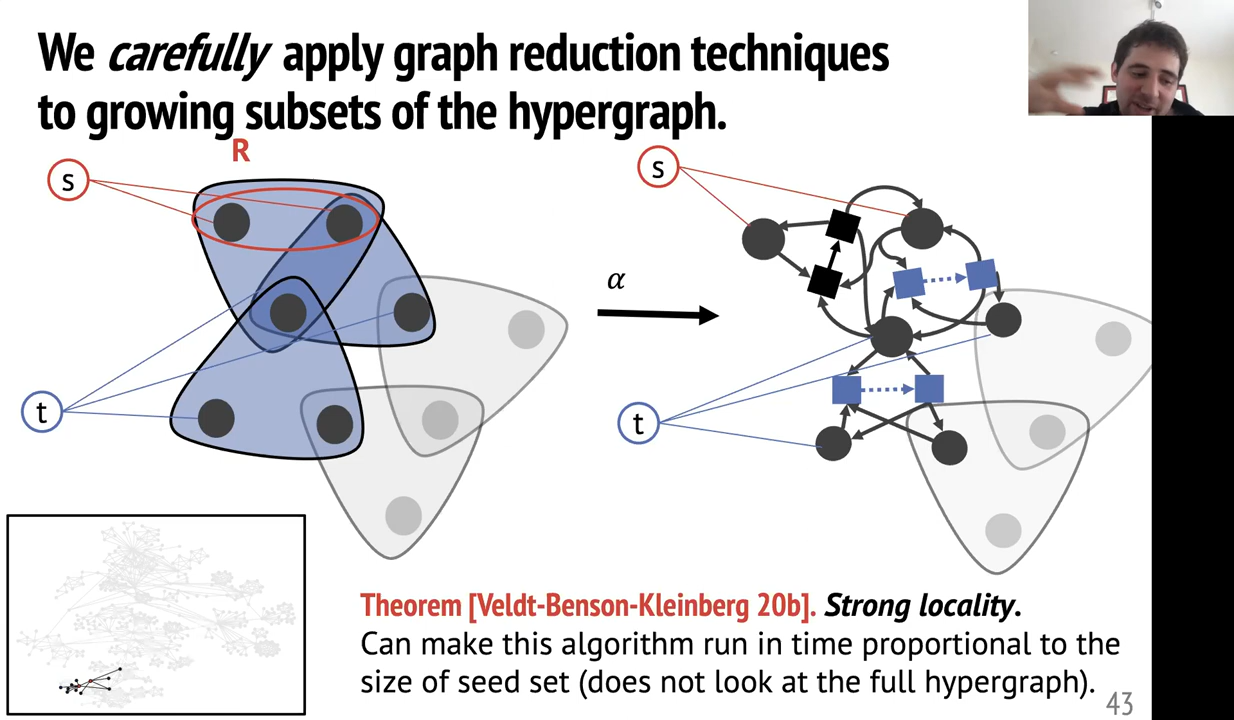 We carefully apply graph reduction techniques
to growing subsets of the hypergraph.
R
s
s
α
t
t
Theorem [Veldt-Benson-Kleinberg 20b]. Strong locality.
Can make this algorithm run in time proportional to the
size of seed set (does not look at the full hypergraph).
43